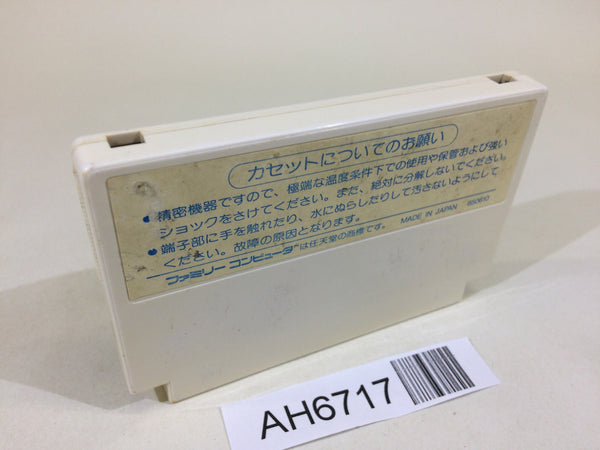 カセットについてのお願い
●精密機器ですので、極端な温度条件下での使用や保管および強い
ショックをさけてください。また、絶対に分解しないでください。
●端子部に手を触れたり、水にぬらしたりして汚さないようにして
ください。故障の原因となります。
MADE IN JAPAN 850610
ファミリー コンピュータ は任天堂の商標です。
AH6717